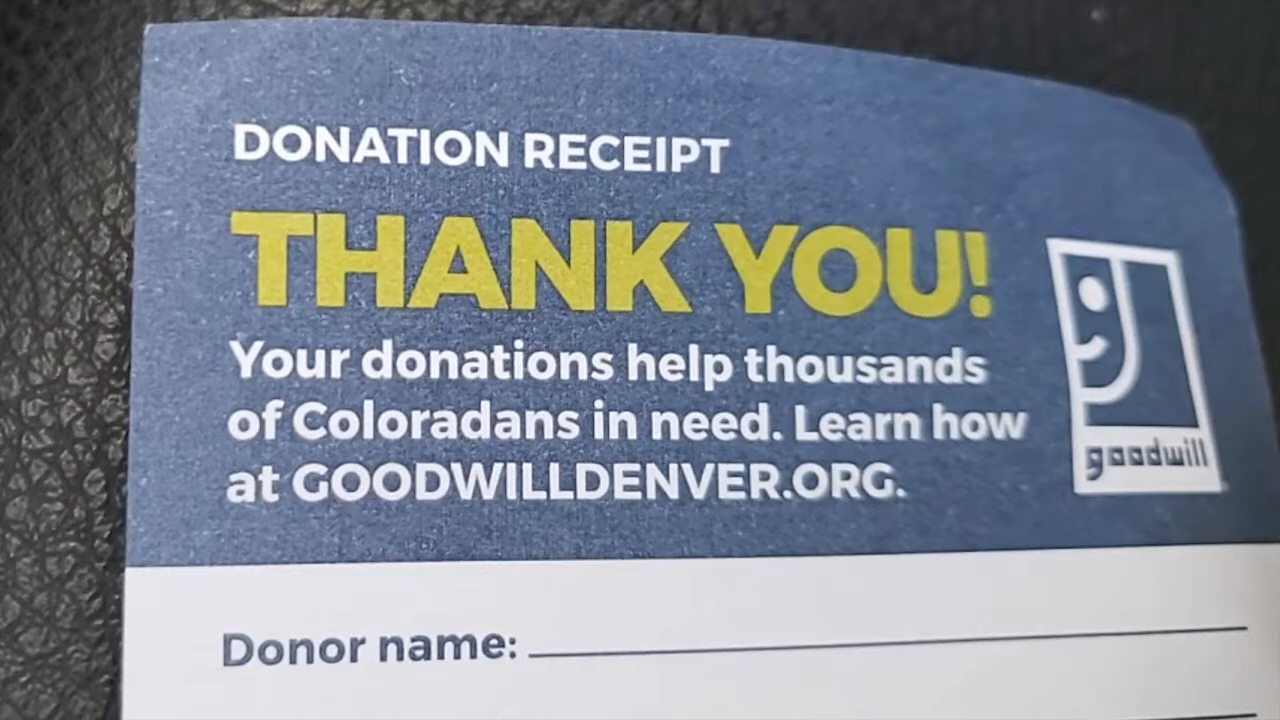 DONATION RECEIPT
THANK YOU!
Your donations help thousands
of Coloradans in need. Learn how
at GOODWILLDENVER.ORG.
goodwill
Donor name: